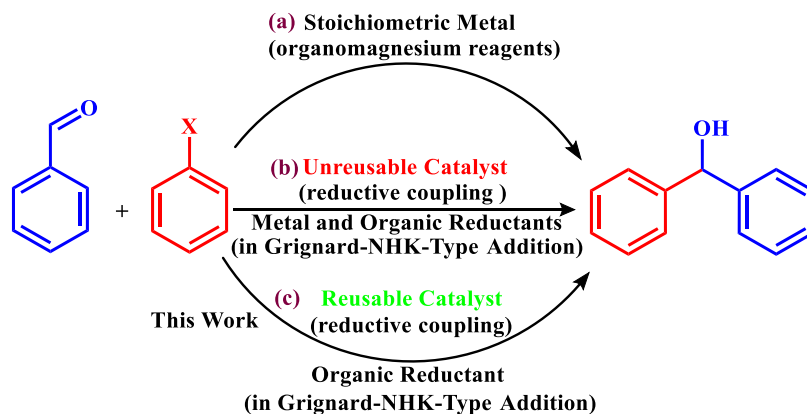 (a) Stoichiometric Metal
(organomagnesium reagents)
O
X
OH
+
(b) Unreusable Catalyst
(reductive coupling )
Metal and Organic Reductants
(in Grignard-NHK-Type Addition)
(c) Reusable Catalyst
This Work
(reductive coupling)
Organic Reductant
(in Grignard-NHK-Type Addition)